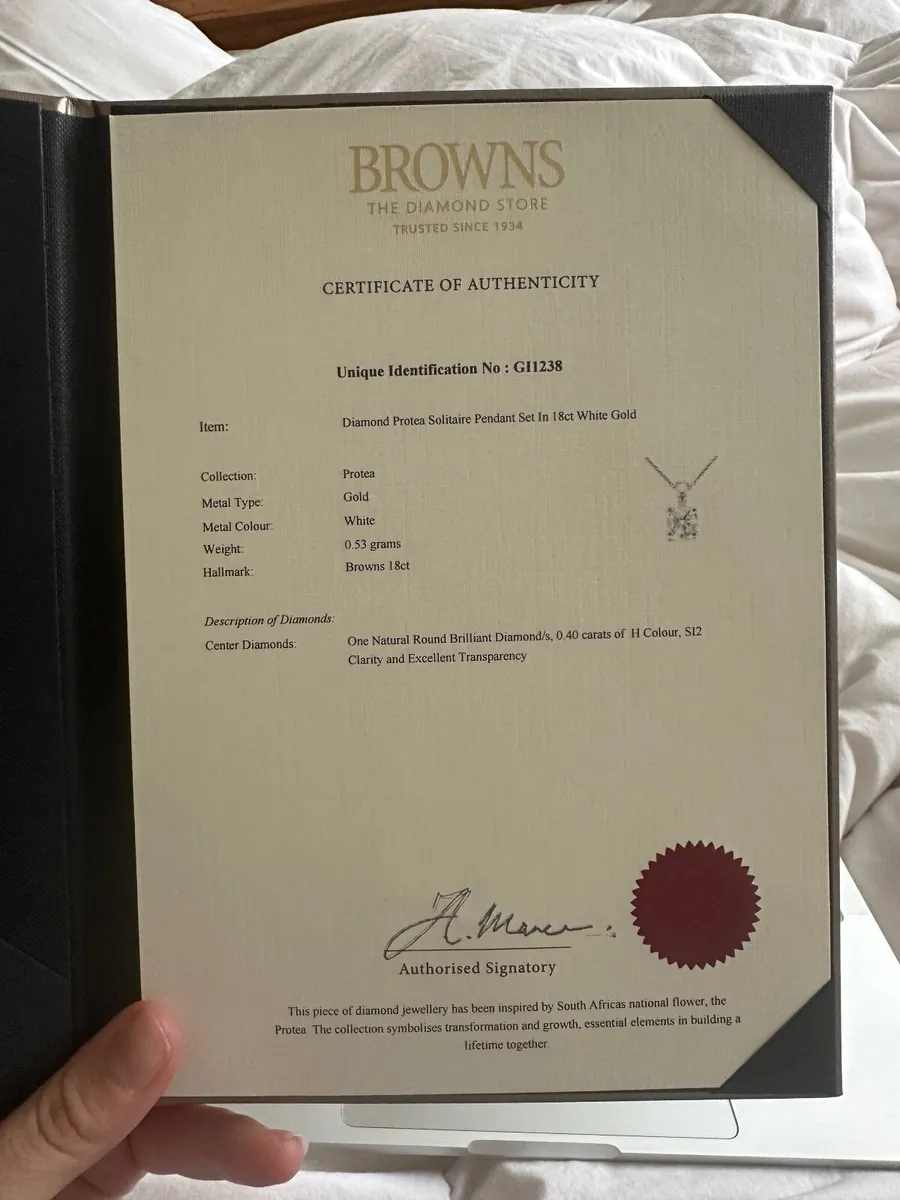 BROWNS
THE DIAMOND STORE
TRUSTED SINCE 1934
CERTIFICATE OF AUTHENTICITY
Unique Identification No : GI1238
Item: Diamond Protea Solitaire Pendant Set In 18ct White Gold
Collection: Protea
Metal Type: Gold
Metal Colour: White
Weight: 0.53 grams
Hallmark: Browns 18ct
Description of Diamonds:
Center Diamonds: One Natural Round Brilliant Diamond/s, 0.40 carats of H Colour, SI2
Clarity and Excellent Transparency
Authorised Signatory
This piece of diamond jewellery has been inspired by South Africas national flower, the
Protea. The collection symbolises transformation and growth, essential elements in building a
lifetime together.